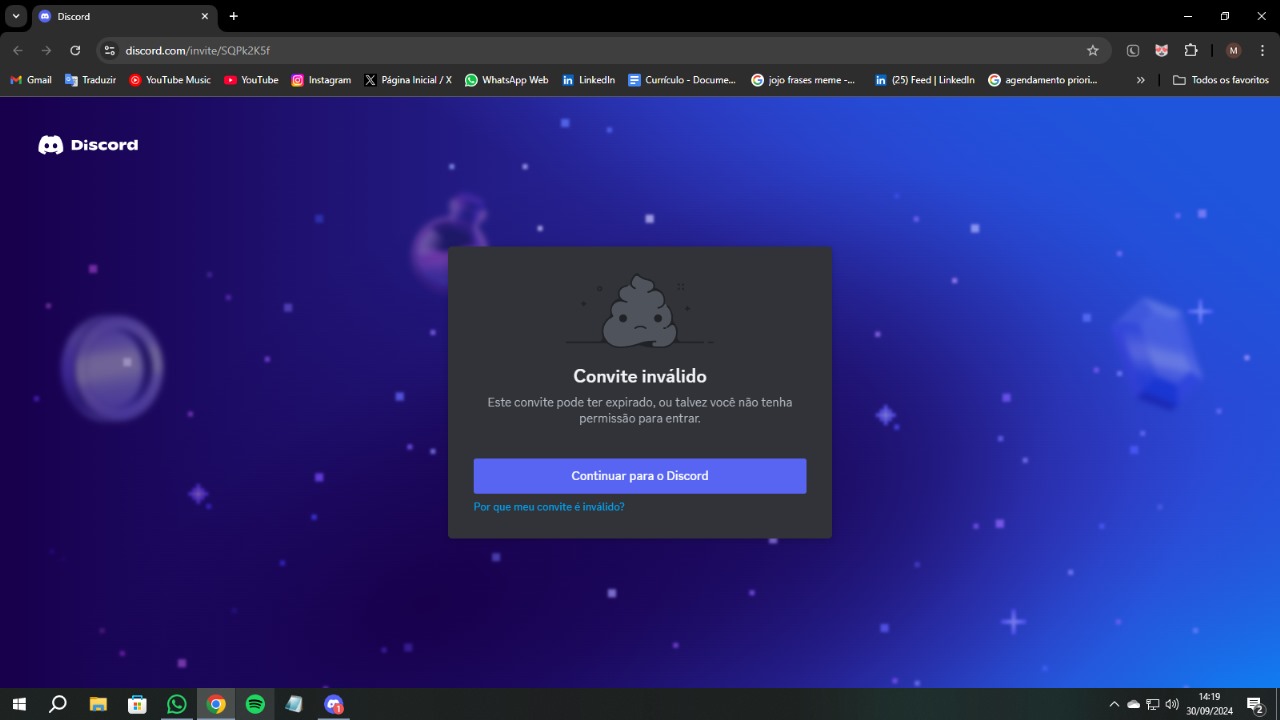 Discord
discord.com/invite/SQPk2K5f
M
Gmail
Traduzir
YouTube Music
YouTube
Instagram
Página Inicial / X
WhatsApp Web
LinkedIn
Currículo - Docume...
jojo frases meme -...
(25) Feed | LinkedIn
agendamento priori...
»
Todos os favoritos
Discord
Convite inválido
Este convite pode ter expirado, ou talvez você não tenha
permissão para entrar.
Continuar para o Discord
Por que meu convite é inválido?
1
14:19
30/09/2024
2